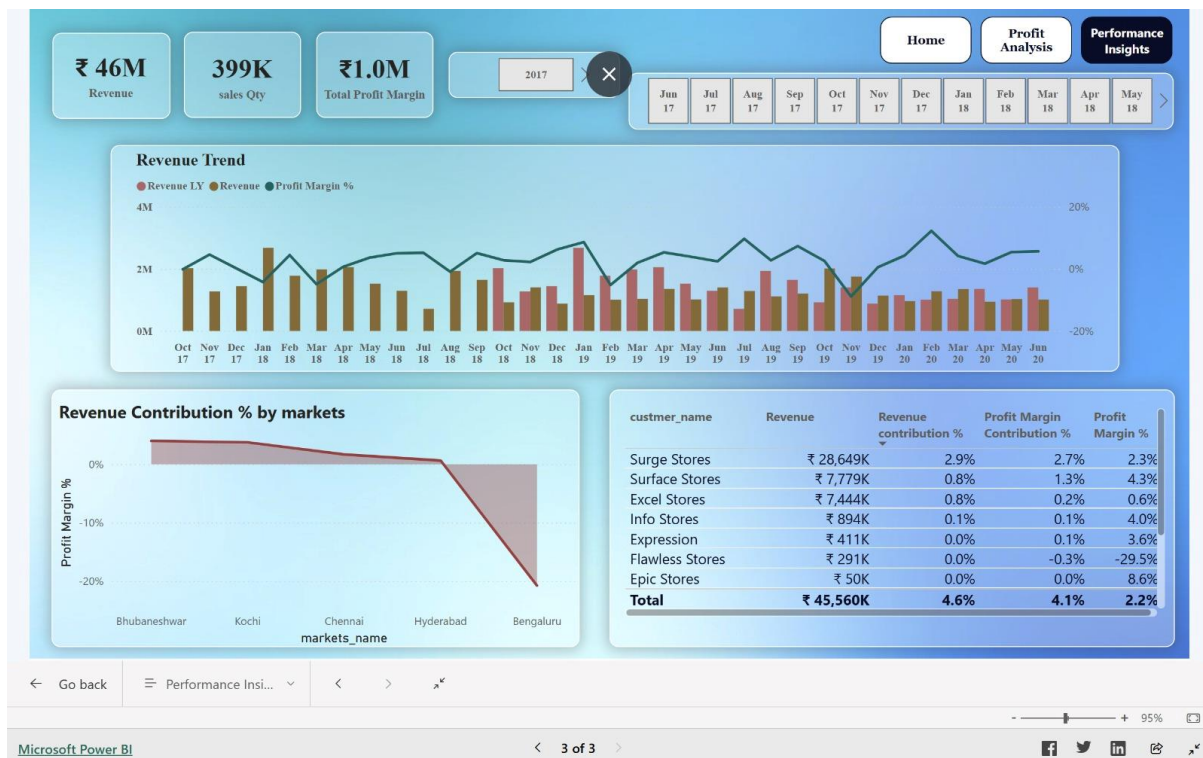 ₹ 46M
Revenue
399K
sales Qty
₹1.0M
Total Profit Margin
2017
Home
Profit
Analysis
Performance
Insights
Jun
17
Jul
17
Aug
17
Sep
17
Oct
17
Nov
17
Dec
17
Jan
18
Feb
18
Mar
18
Apr
18
May
18
Revenue Trend
Revenue LY Revenue Profit Margin %
4M
2M
0M
20%
0%
-20%
Oct Nov Dec Jan Feb Mar Apr May Jun Jul Aug Sep Oct Nov Dec Jan Feb Mar Apr May Jun Jul Aug Sep Oct Nov Dec Jan Feb Mar Apr May Jun
17 17 17 18 18 18 18 18 18 18 18 18 18 18 18 19 19 19 19 19 19 19 19 19 19 19 19 20 20 20 20 20 20
Revenue Contribution % by markets
Profit Margin %
0%
-10%
-20%
Bhubaneshwar Kochi Chennai Hyderabad Bengaluru
markets_name
custmer_name Revenue Revenue Profit Margin Profit
contribution % Contribution % Margin %
Surge Stores ₹ 28,649K 2.9% 2.7% 2.3%
Surface Stores ₹ 7,779K 0.8% 1.3% 4.3%
Excel Stores ₹ 7,444K 0.8% 0.2% 0.6%
Info Stores ₹ 894K 0.1% 0.1% 4.0%
Expression ₹ 411K 0.0% 0.1% 3.6%
Flawless Stores ₹ 291K 0.0% -0.3% -29.5%
Epic Stores ₹ 50K 0.0% 0.0% 8.6%
Total ₹ 45,560K 4.6% 4.1% 2.2%
Go back
Performance Insi...
- + 95%
Microsoft Power BI
3 of 3